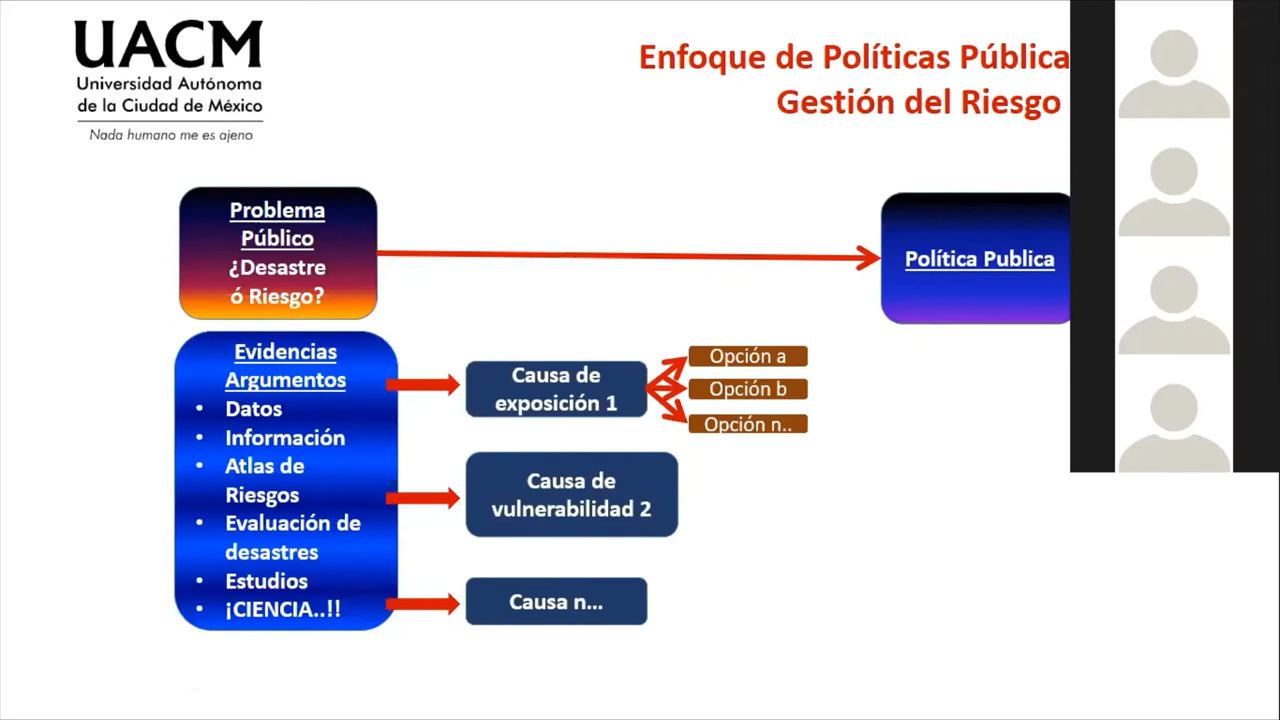 UACM
Universidad Autónoma
de la Ciudad de México
Nada humano me es ajeno
Enfoque de Políticas Pública
Gestión del Riesgo
Problema
Público
¿Desastre
ó Riesgo?
Política Publica
Evidencias
Argumentos
• Datos
• Información
• Atlas de
Riesgos
• Evaluación de
desastres
• Estudios
• ¡CIENCIA..!!
Causa de
exposición 1
Opción a
Opción b
Opción n..
Causa de
vulnerabilidad 2
Causa n...